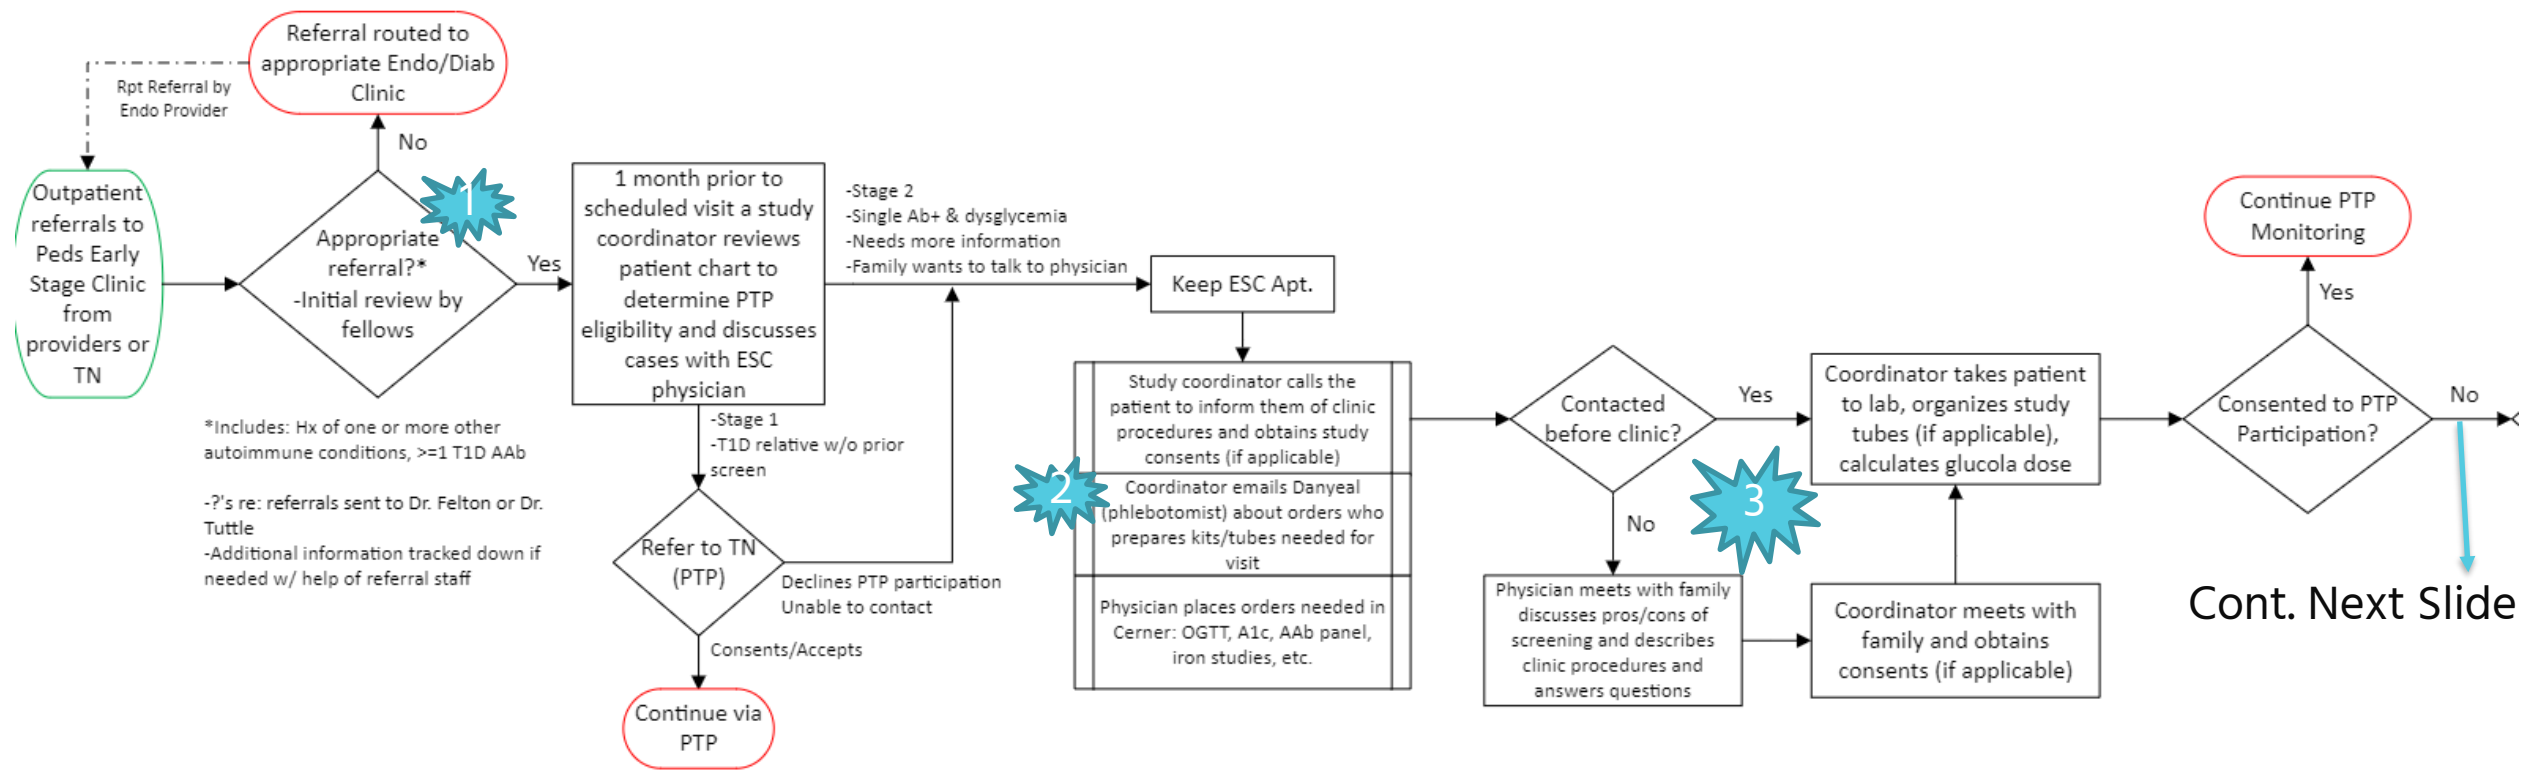 Referral routed to
appropriate Endo/Diab
Clinic
Rpt Referral by
Endo Provider
No
Outpatient
referrals to
Peds Early
Stage Clinic
from
providers or
TN
1
Appropriate
referral?*
-Initial review by
fellows
Yes
*Includes: Hx of one or more other
autoimmune conditions, >=1 T1D AAb
-?'s re: referrals sent to Dr. Felton or Dr.
Tuttle
-Additional information tracked down if
needed w/ help of referral staff
1 month prior to
scheduled visit a study
coordinator reviews
patient chart to
determine PTP
eligibility and discusses
cases with ESC
physician
-Stage 2
-Single Ab+ & dysglycemia
-Needs more information
-Family wants to talk to physician
-Stage 1
-T1D relative w/o prior
screen
Refer to TN
(PTP)
Declines PTP participation
Unable to contact
Consents/Accepts
Continue via
PTP
Keep ESC Apt.
Study coordinator calls the
patient to inform them of clinic
procedures and obtains study
consents (if applicable)
2
Coordinator emails Danyeal
(phlebotomist) about orders who
prepares kits/tubes needed for
visit
Physician places orders needed in
Cerner: OGTT, A1c, AAb panel,
iron studies, etc.
Contacted
before clinic?
Yes
No
3
Physician meets with family
discusses pros/cons of
screening and describes
clinic procedures and
answers questions
Coordinator meets with
family and obtains
consents (if applicable)
Coordinator takes patient
to lab, organizes study
tubes (if applicable),
calculates glucola dose
Consented to PTP
Participation?
Yes
Continue PTP
Monitoring
No
Cont. Next Slide